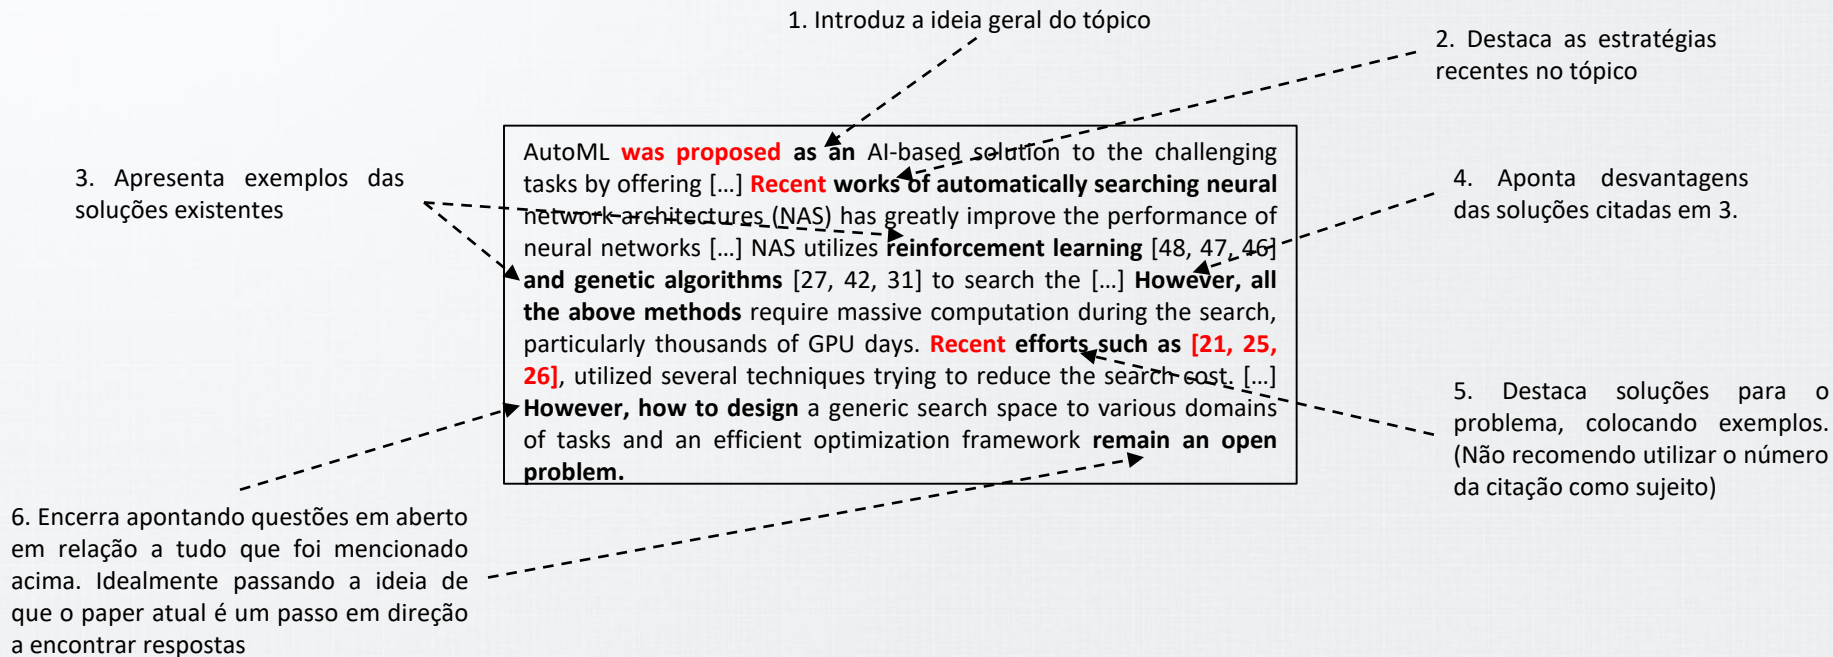 1. Introduz a ideia geral do tópico
2. Destaca as estratégias
recentes no tópico
3. Apresenta exemplos das
soluções existentes
AutoML was proposed as an AI-based solution to the challenging
tasks by offering […] Recent works of automatically searching neural
network architectures (NAS) has greatly improve the performance of
neural networks […] NAS utilizes reinforcement learning [48, 47, 46]
and genetic algorithms [27, 42, 31] to search the […] However, all
the above methods require massive computation during the search,
particularly thousands of GPU days. Recent efforts such as [21, 25,
26], utilized several techniques trying to reduce the search cost. […]
However, how to design a generic search space to various domains
of tasks and an efficient optimization framework remain an open
problem.
4. Aponta desvantagens
das soluções citadas em 3.
5. Destaca soluções para o
problema, colocando exemplos.
(Não recomendo utilizar o número
da citação como sujeito)
6. Encerra apontando questões em aberto
em relação a tudo que foi mencionado
acima. Idealmente passando a ideia de
que o paper atual é um passo em direção
a encontrar respostas